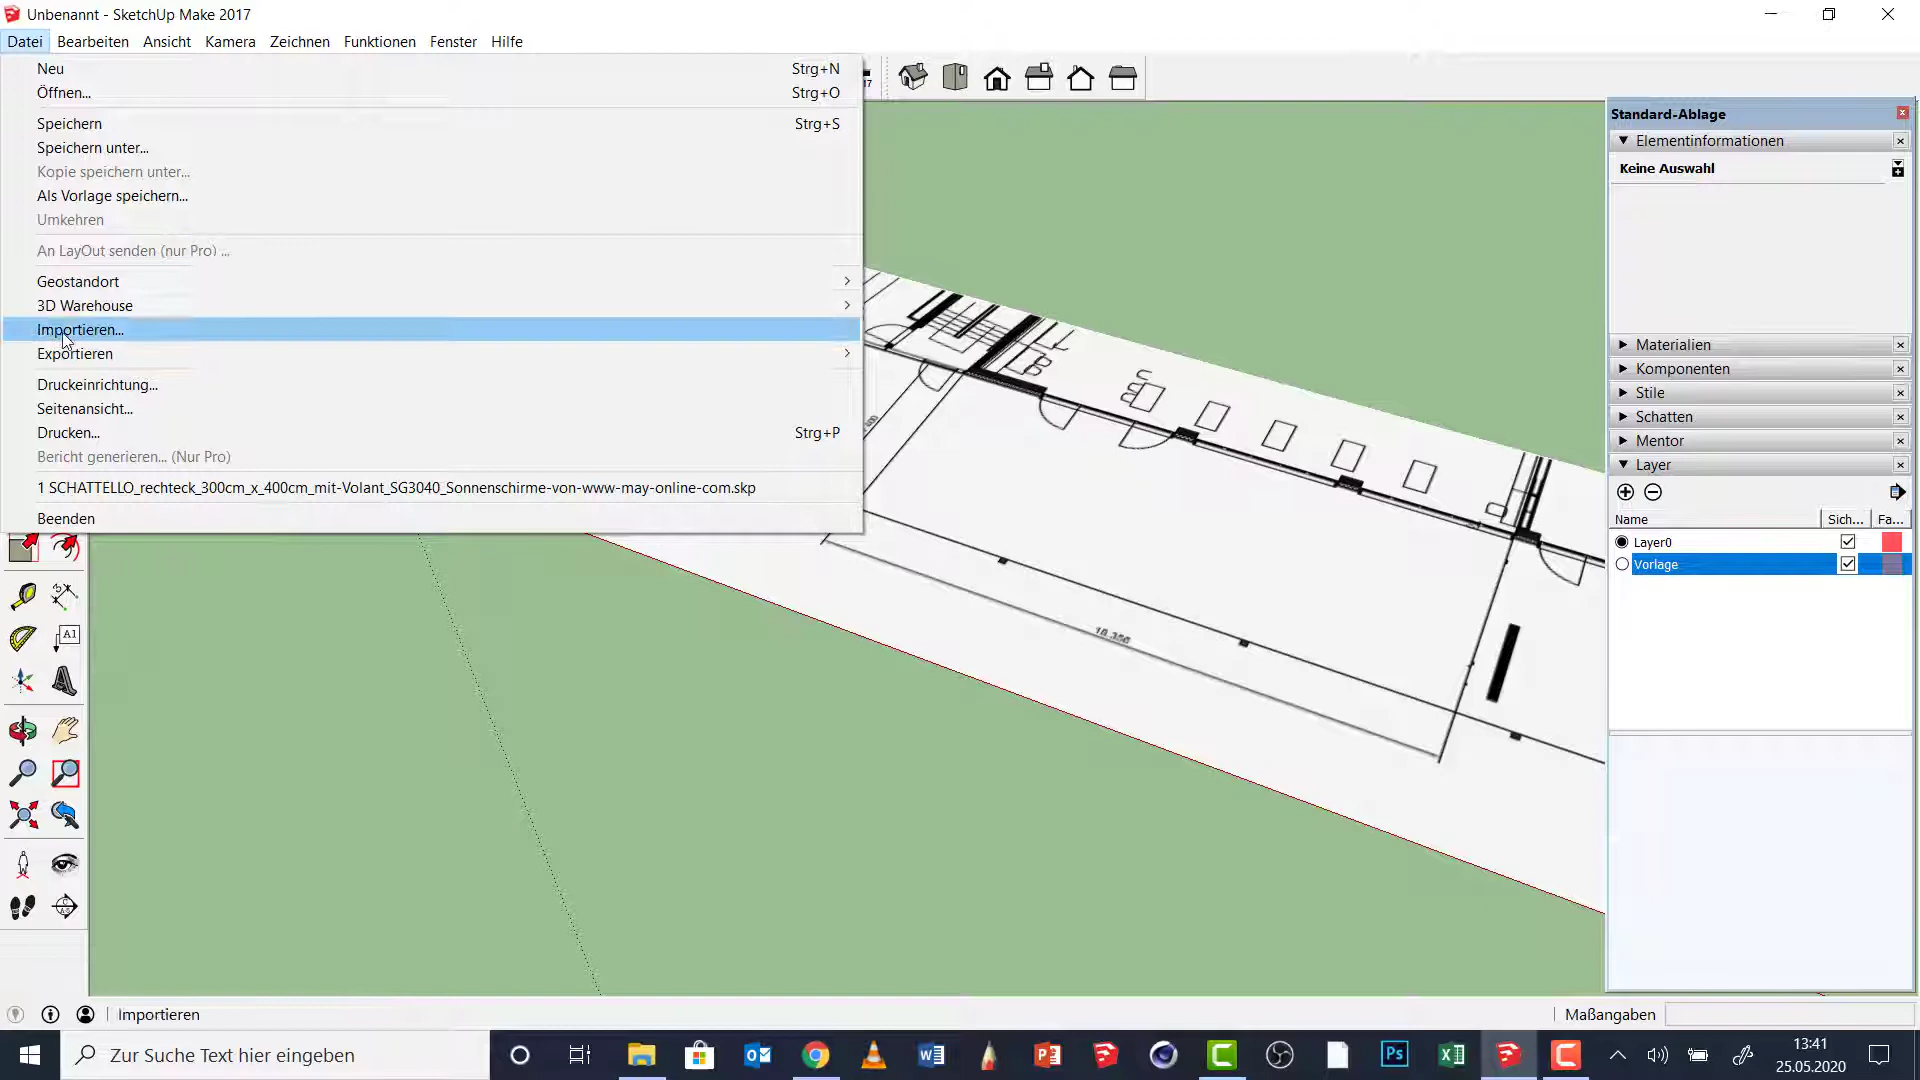 Unbenannt - SketchUp Make 2017
Datei Bearbeiten Ansicht Kamera Zeichnen Funktionen Fenster Hilfe
Neu Strg+N
Öffnen... Strg+O
Speichern Strg+S
Speichern unter...
Kopie speichern unter...
Als Vorlage speichern...
Umkehren
An LayOut senden (nur Pro) ...
Geostandort
3D Warehouse
Importieren...
Exportieren
Druckeinrichtung...
Seitenansicht...
Drucken... Strg+P
Bericht generieren... (Nur Pro)
1 SCHATTELLO_rechteck_300cm_x_400cm_mit-Volant_SG3040_Sonnenschirme-von-www-may-online-com.skp
Beenden
A1
18.356
Standard-Ablage
Elementinformationen
Keine Auswahl
Materialien
Komponenten
Stile
Schatten
Mentor
Layer
Name Sich... Fa...
Layer0
Vorlage
Importieren
Maßangaben
Zur Suche Text hier eingeben
13:41
25.05.2020